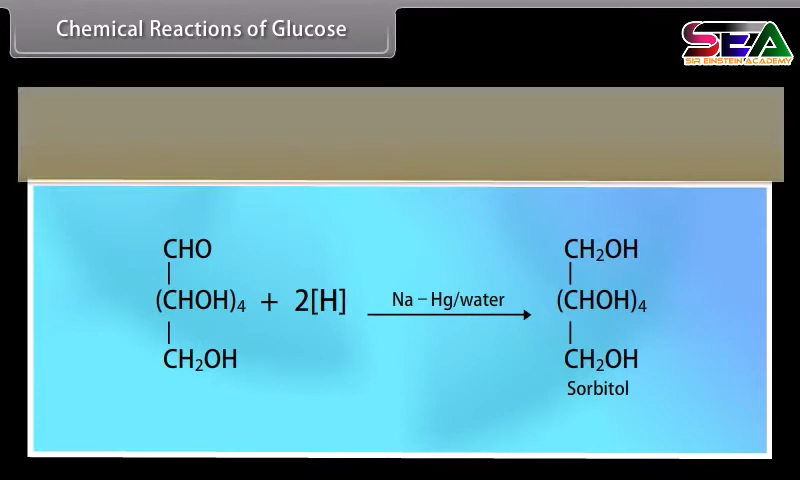 Chemical Reactions of Glucose
SEA
SIR EINSTEIN ACADEMY
CHO
(CHOH)₄ + 2[H]
CH₂OH
Na – Hg/water
CH₂OH
(CHOH)₄
CH₂OH
Sorbitol